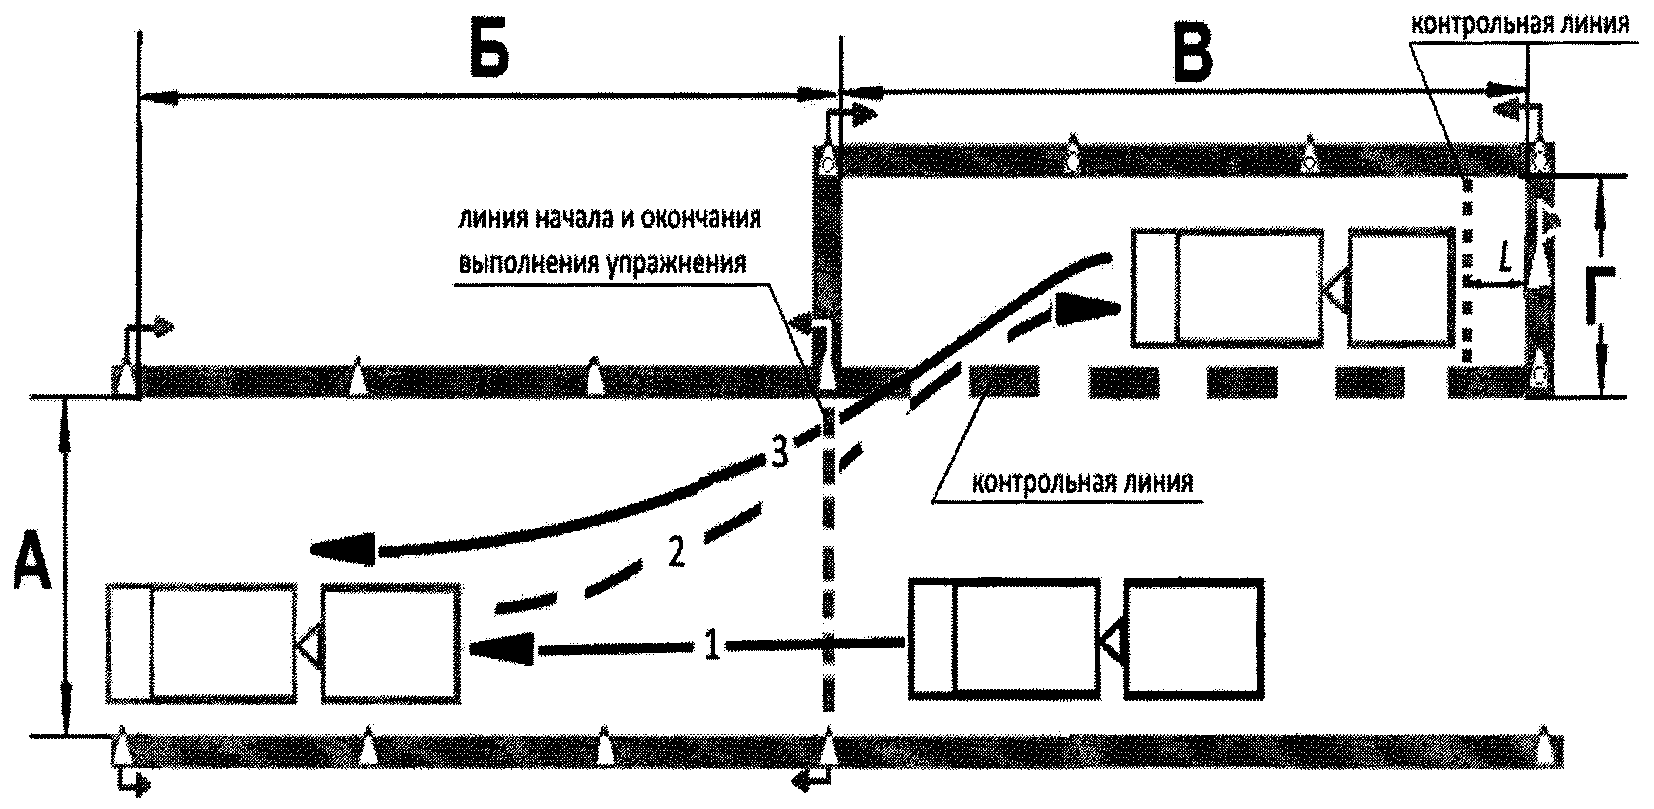 контрольная линия
Б
В
линия начала и окончания
выполнения упражнения
L
Г
3
контрольная линия
А
2
1